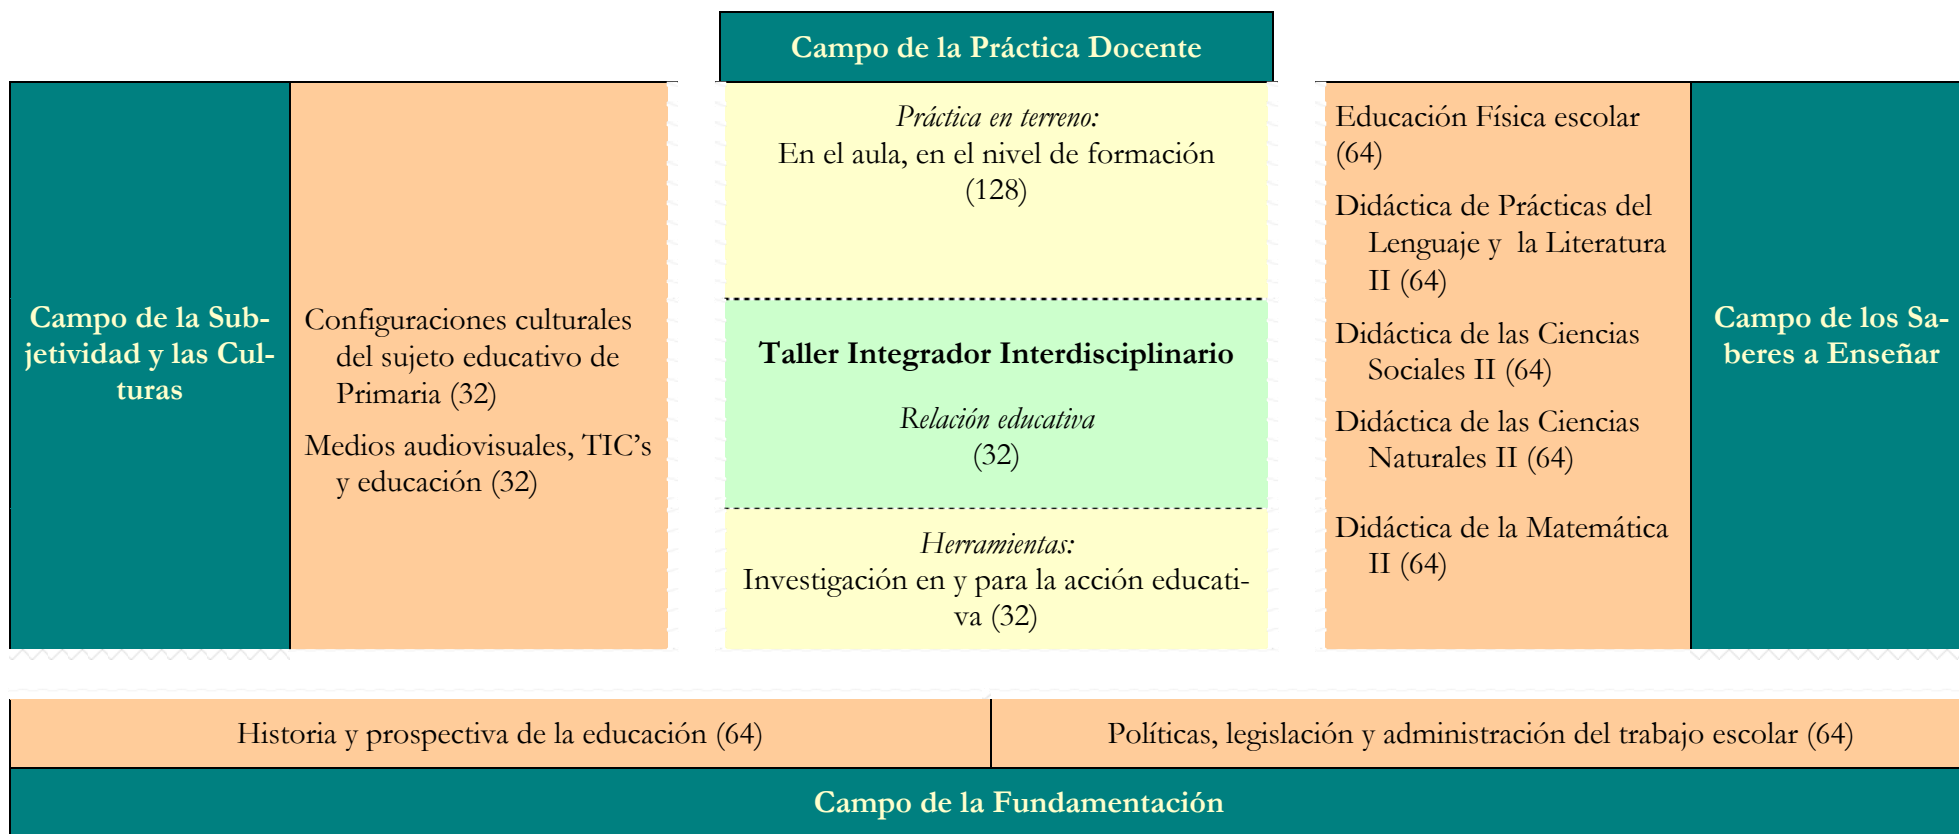 Campo de la Práctica Docente
Campo de la Sub-
jetividad y las Cul-
turas
Configuraciones culturales
del sujeto educativo de
Primaria (32)
Medios audiovisuales, TIC’s
y educación (32)
Práctica en terreno:
En el aula, en el nivel de formación
(128)
Taller Integrador Interdisciplinario
Relación educativa
(32)
Herramientas:
Investigación en y para la acción educati-
va (32)
Educación Física escolar
(64)
Didáctica de Prácticas del
Lenguaje y  la Literatura
II (64)
Didáctica de las Ciencias
Sociales II (64)
Didáctica de las Ciencias
Naturales II (64)
Didáctica de la Matemática
II (64)
Campo de los Sa-
beres a Enseñar
Historia y prospectiva de la educación (64)
Políticas, legislación y administración del trabajo escolar (64)
Campo de la Fundamentación